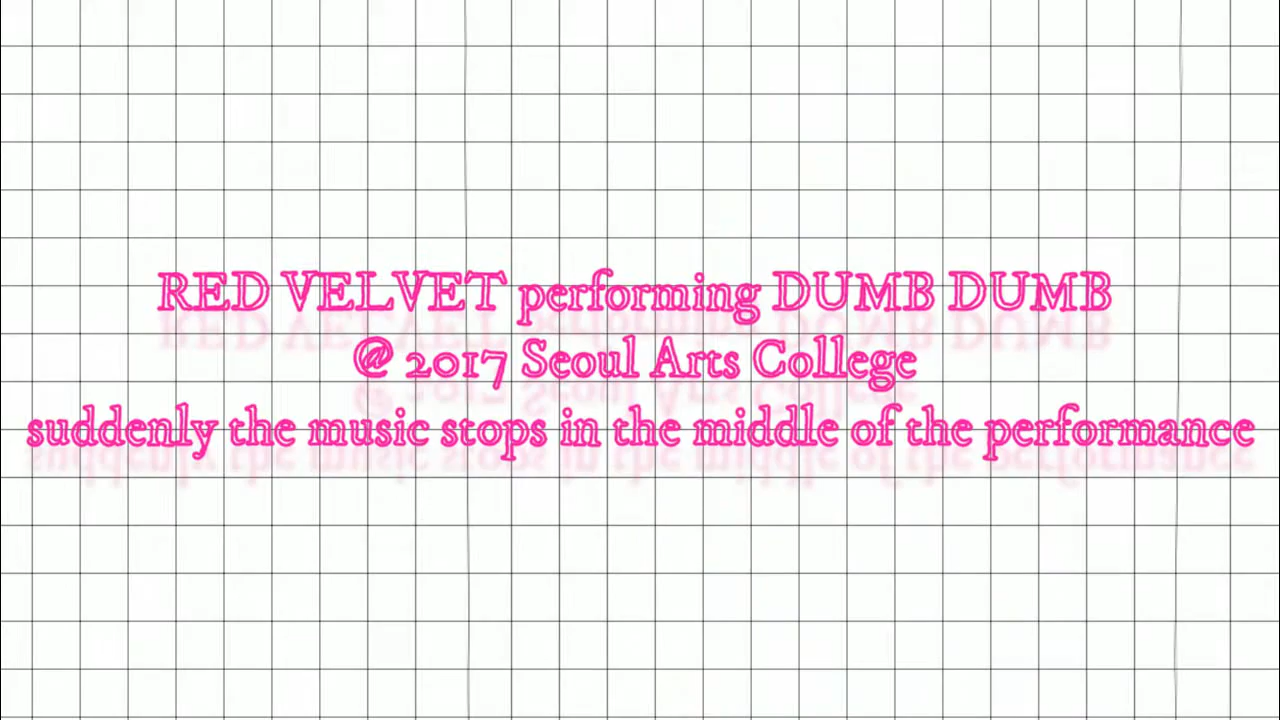 RED VELVET performing DUMB DUMB
@ 2017 Seoul Arts College
suddenly the music stops in the middle of the performance